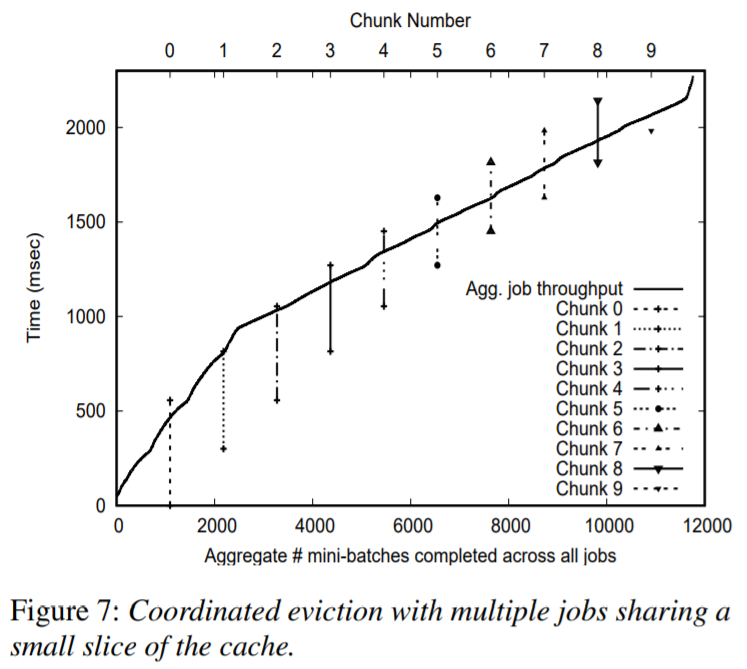 Chunk Number
0 1 2 3 4 5 6 7 8 9
Time (msec)
2000
1500
1000
500
0
Agg. job throughput
Chunk 0
Chunk 1
Chunk 2
Chunk 3
Chunk 4
Chunk 5
Chunk 6
Chunk 7
Chunk 8
Chunk 9
0 2000 4000 6000 8000 10000 12000
Aggregate # mini-batches completed across all jobs
Figure 7: Coordinated eviction with multiple jobs sharing a
small slice of the cache.